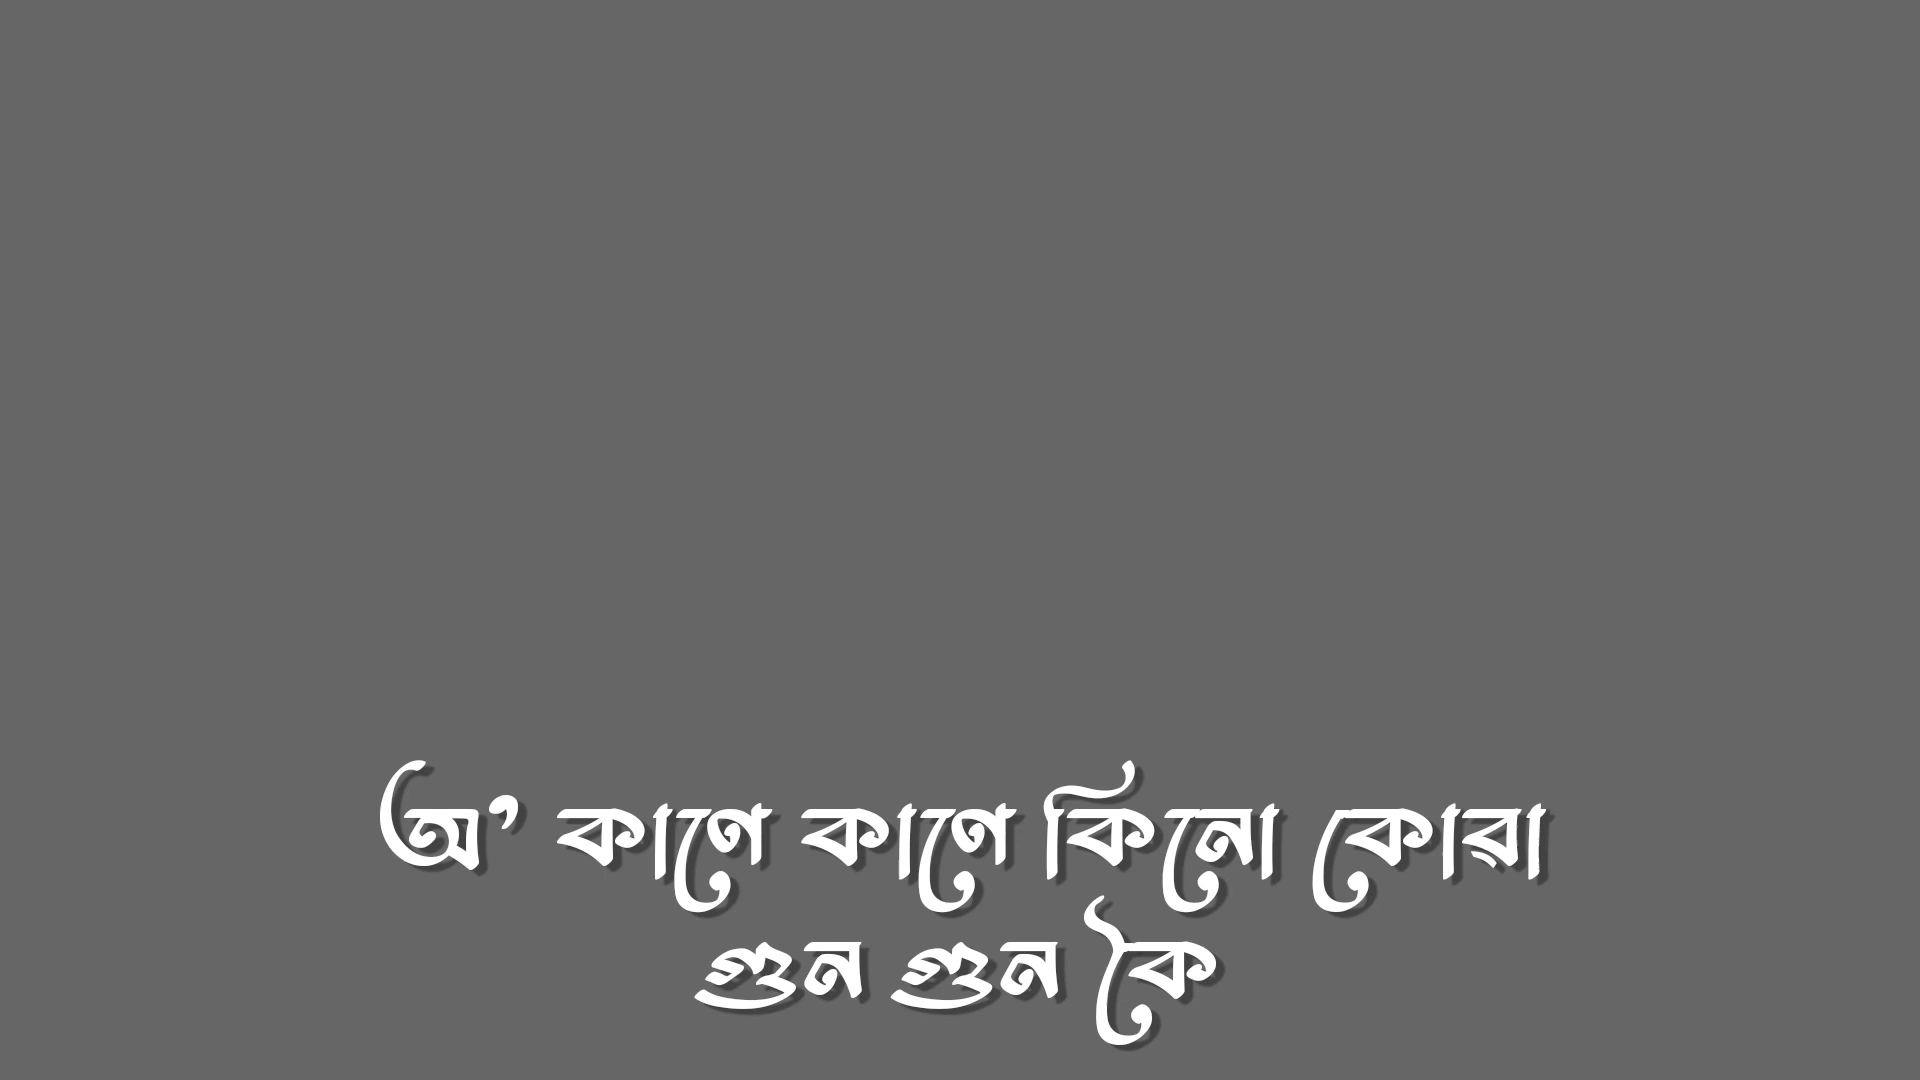 অ’ কাণে কাণে কিনো কোৱা
গুন গুন কৈ